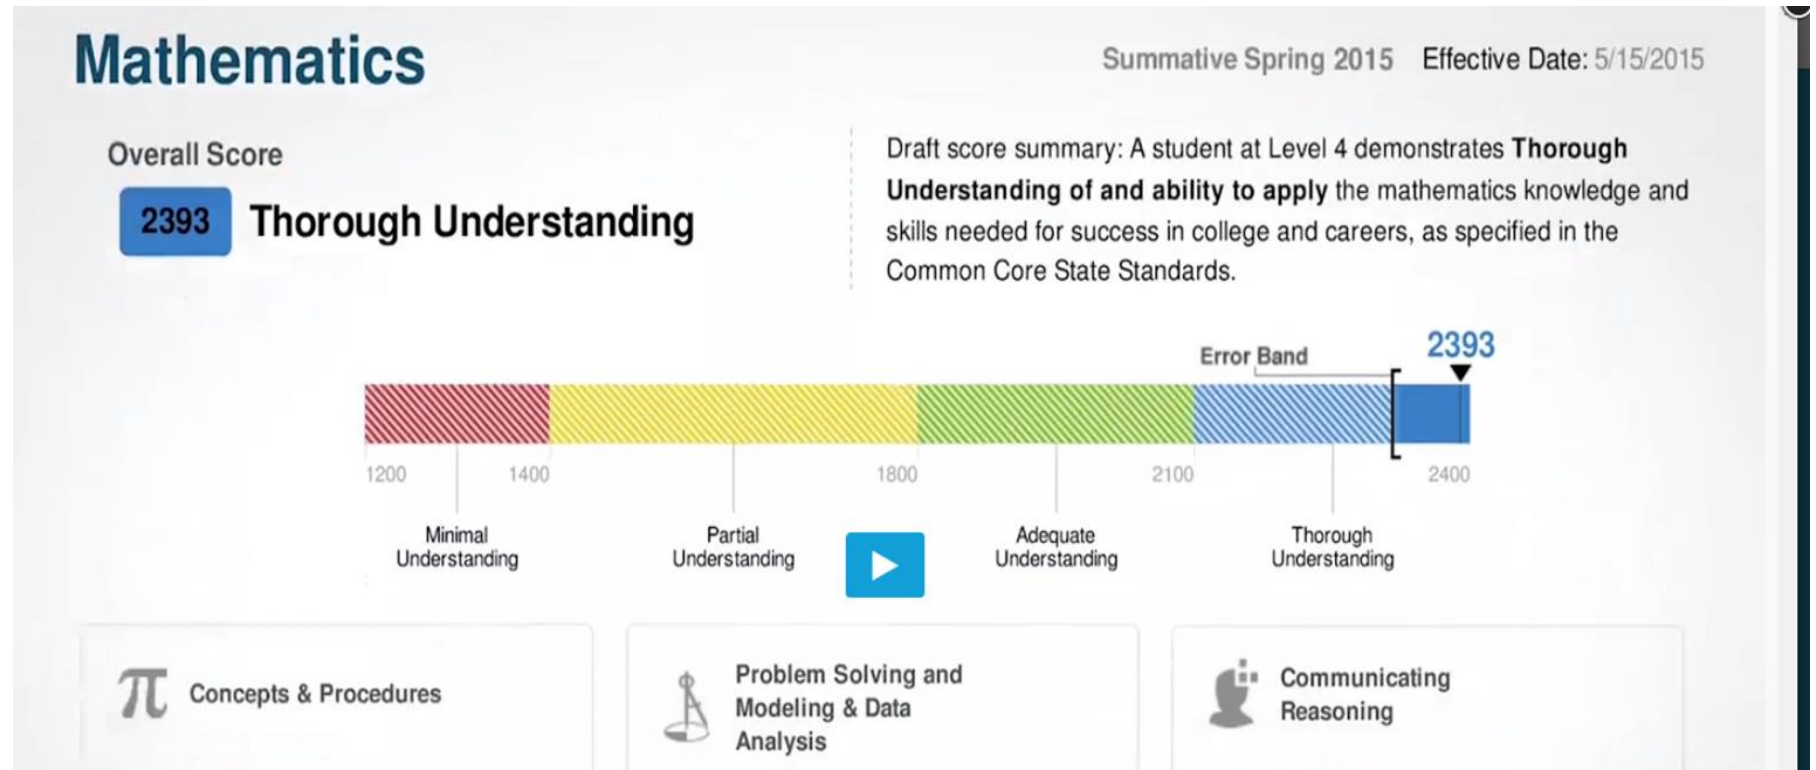 Mathematics
Summative Spring 2015 Effective Date: 5/15/2015
Overall Score
2393 Thorough Understanding
Draft score summary: A student at Level 4 demonstrates Thorough
Understanding of and ability to apply the mathematics knowledge and
skills needed for success in college and careers, as specified in the
Common Core State Standards.
Error Band
2393
1200 1400 1800 2100 2400
Minimal
Understanding
Partial
Understanding
Adequate
Understanding
Thorough
Understanding
π Concepts & Procedures
Problem Solving and
Modeling & Data
Analysis
Communicating
Reasoning